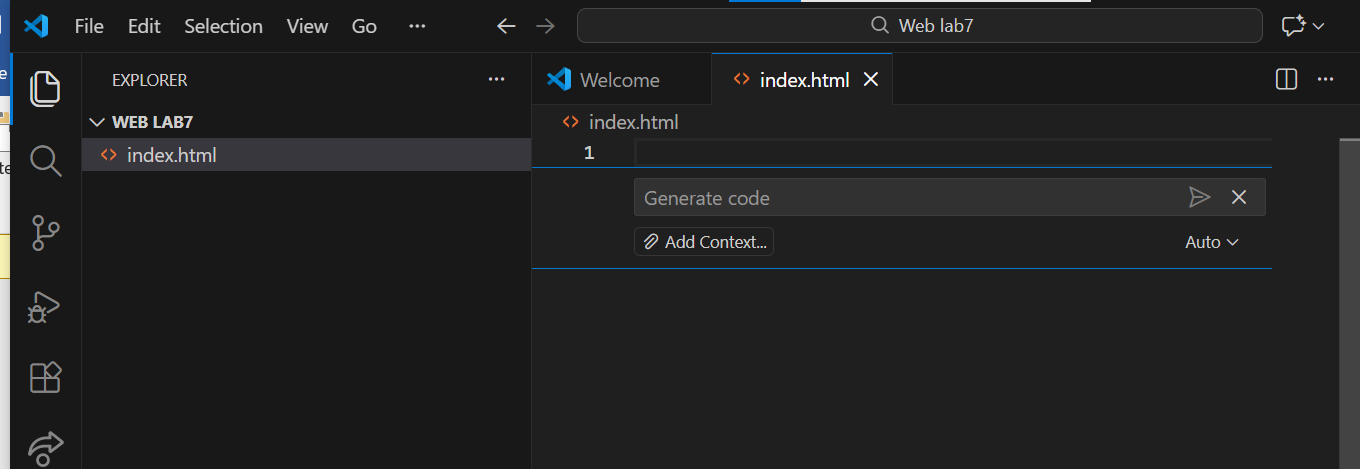 File Edit Selection View Go ··· Web lab7
EXPLORER ···
Welcome index.html ···
WEB LAB7
index.html
index.html
1
Generate code
Add Context...
Auto
e
te